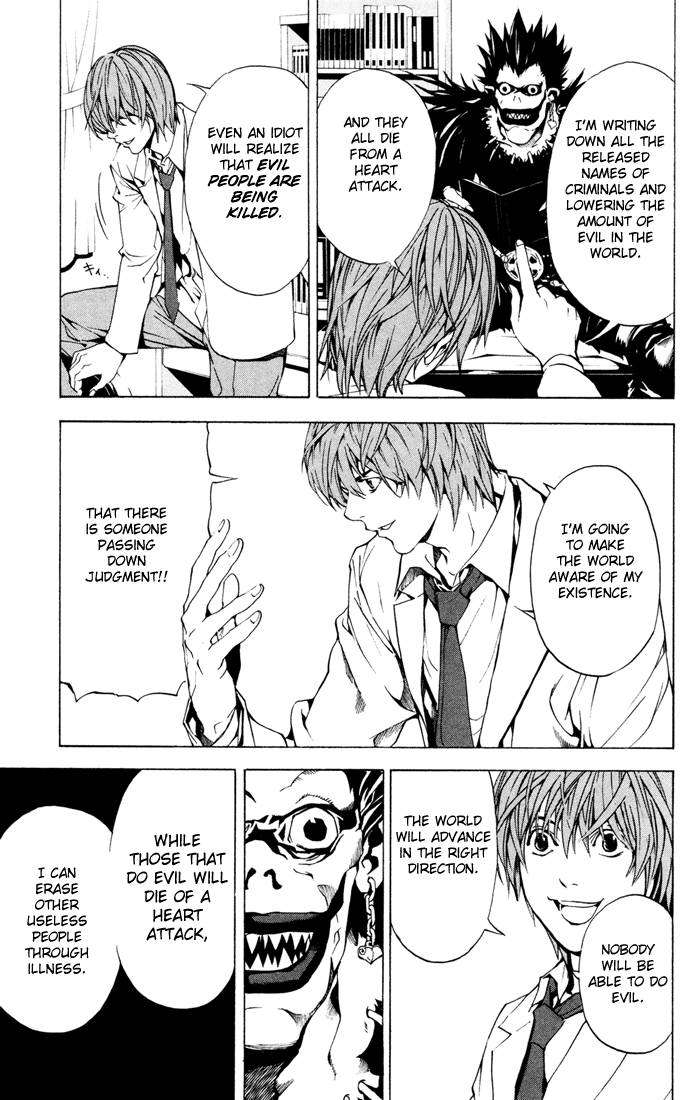 I'M WRITING
DOWN ALL THE
RELEASED
NAMES OF
CRIMINALS AND
LOWERING THE
AMOUNT OF
EVIL IN THE
WORLD.
AND THEY
ALL DIE
FROM A
HEART
ATTACK.
EVEN AN IDIOT
WILL REALIZE
THAT EVIL
PEOPLE ARE
BEING
KILLED.
キィ..
I'M GOING
TO MAKE
THE WORLD
AWARE OF MY
EXISTENCE.
THAT THERE
IS SOMEONE
PASSING
DOWN
JUDGMENT!!
THE WORLD
WILL ADVANCE
IN THE RIGHT
DIRECTION.
NOBODY
WILL BE
ABLE TO DO
EVIL.
WHILE
THOSE THAT
DO EVIL WILL
DIE OF A
HEART
ATTACK,
I CAN
ERASE
OTHER
USELESS
PEOPLE
THROUGH
ILLNESS.